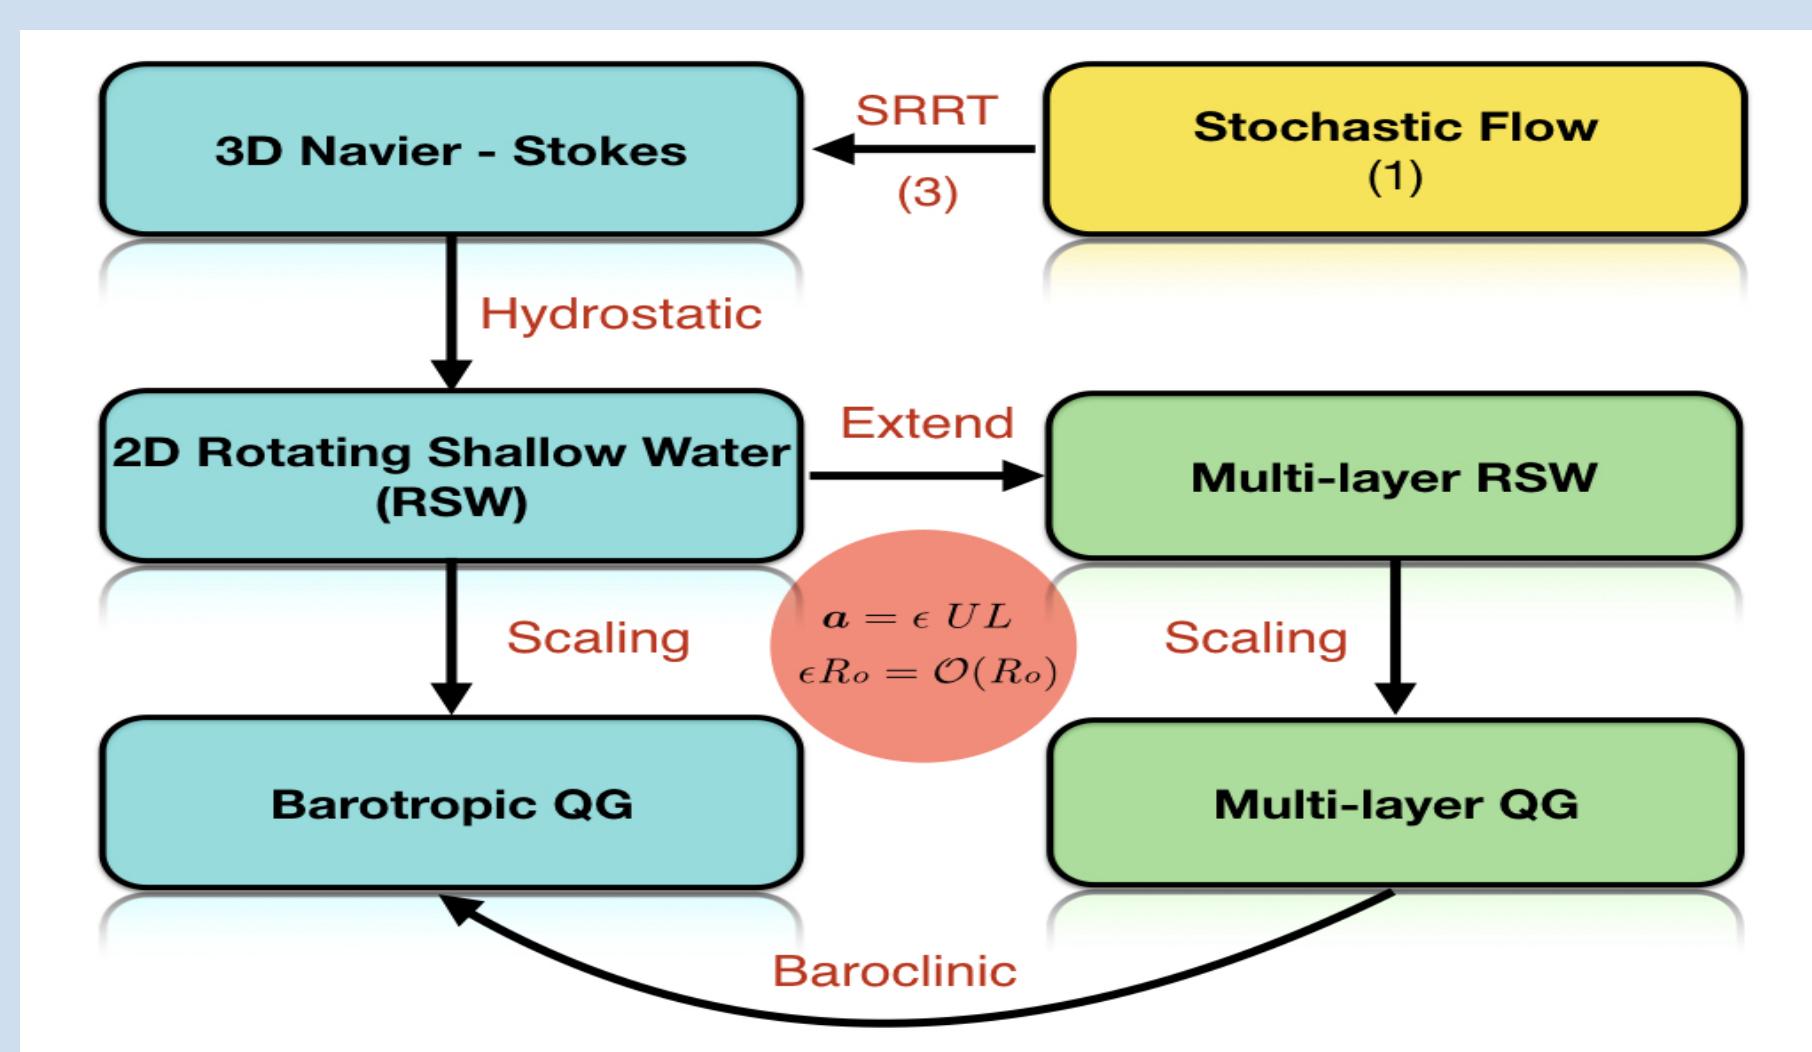 3D Navier - Stokes
SRRT
(3)
Stochastic Flow
(1)
Hydrostatic
2D Rotating Shallow Water
(RSW)
Extend
Multi-layer RSW
Scaling
a = ϵ UL
ϵRo = 𝒪(Ro)
Scaling
Barotropic QG
Multi-layer QG
Baroclinic